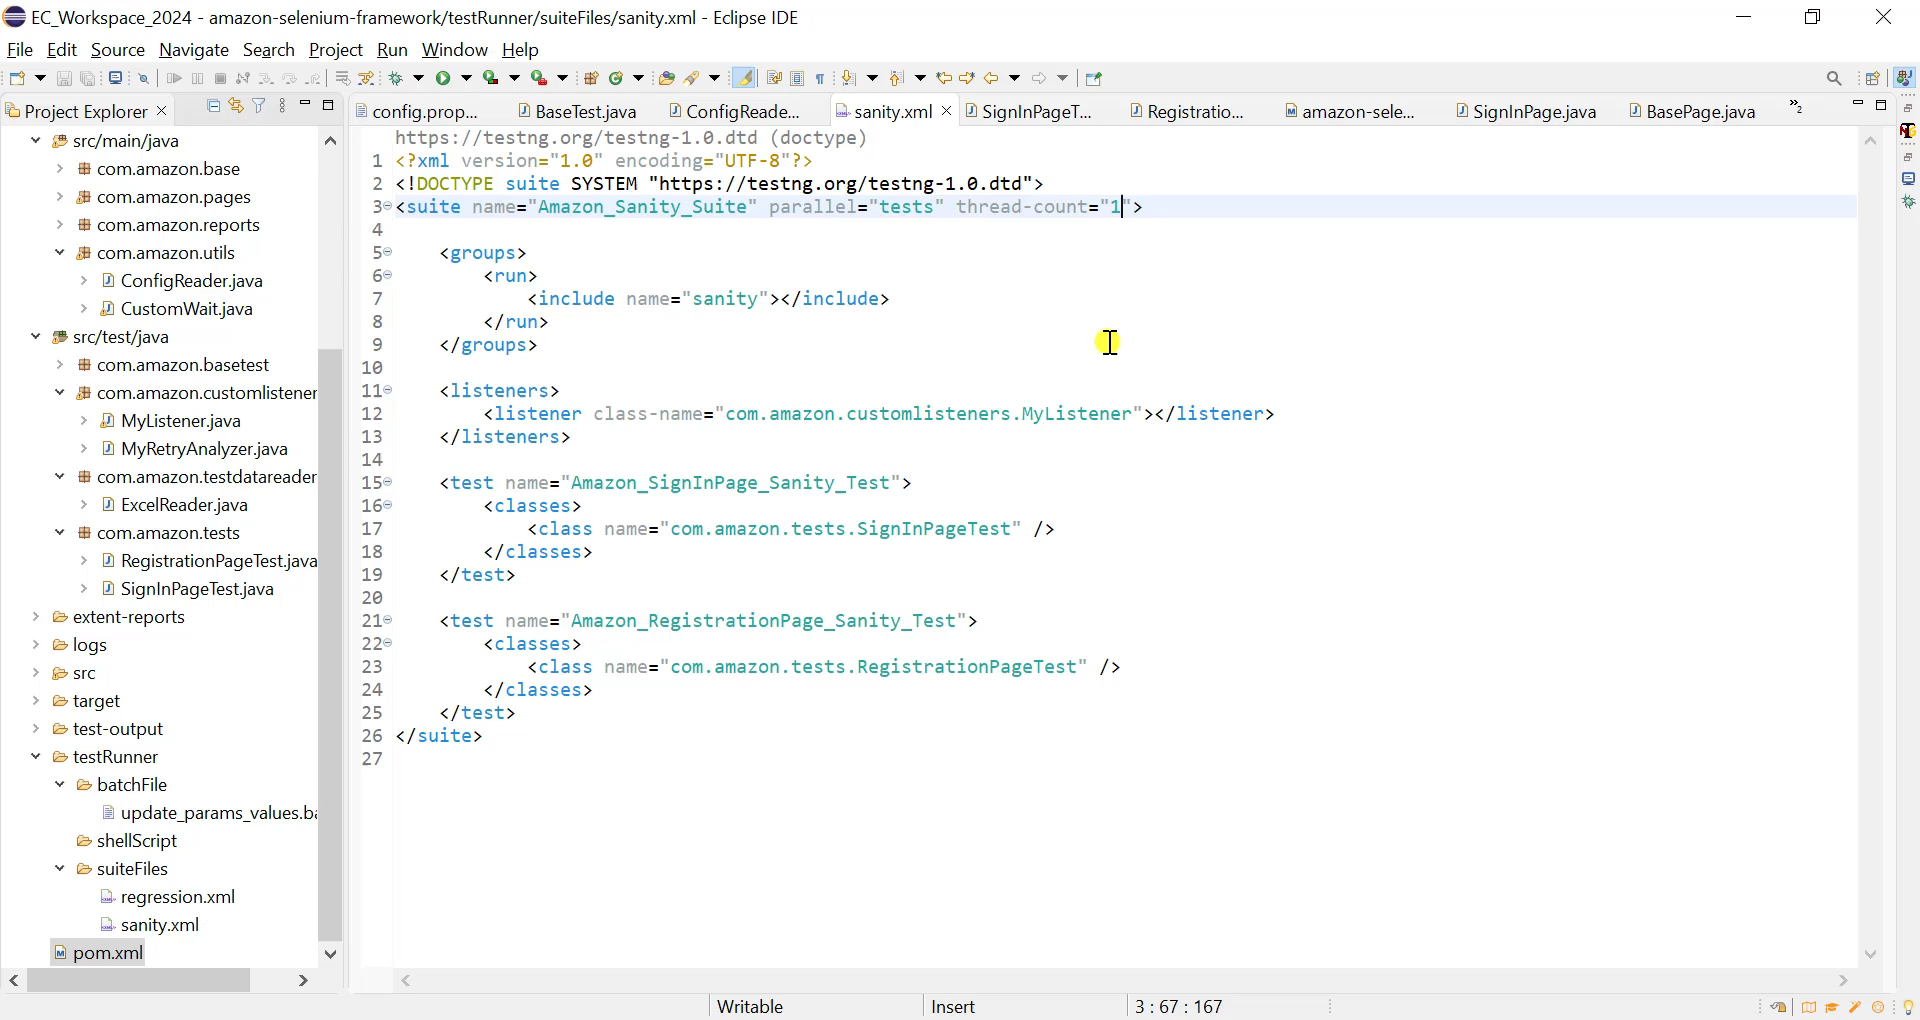 EC_Workspace_2024 - amazon-selenium-framework/testRunner/suiteFiles/sanity.xml - Eclipse IDE
File Edit Source Navigate Search Project Run Window Help
Project Explorer
config.prop...
BaseTest.java
ConfigReade...
sanity.xml
SignInPageT...
Registratio...
amazon-sele...
SignInPage.java
BasePage.java
»2
src/main/java
com.amazon.base
com.amazon.pages
com.amazon.reports
com.amazon.utils
ConfigReader.java
CustomWait.java
src/test/java
com.amazon.basetest
com.amazon.customlistener
MyListener.java
MyRetryAnalyzer.java
com.amazon.testdatareader
ExcelReader.java
com.amazon.tests
RegistrationPageTest.java
SignInPageTest.java
extent-reports
logs
src
target
test-output
testRunner
batchFile
update_params_values.ba
shellScript
suiteFiles
regression.xml
sanity.xml
pom.xml
https://testng.org/testng-1.0.dtd (doctype)
1 <?xml version="1.0" encoding="UTF-8"?>
2 <!DOCTYPE suite SYSTEM "https://testng.org/testng-1.0.dtd">
3 <suite name="Amazon_Sanity_Suite" parallel="tests" thread-count="1">
4
5 <groups>
6 <run>
7 <include name="sanity"></include>
8 </run>
9 </groups>
10
11 <listeners>
12 <listener class-name="com.amazon.customlisteners.MyListener"></listener>
13 </listeners>
14
15 <test name="Amazon_SignInPage_Sanity_Test">
16 <classes>
17 <class name="com.amazon.tests.SignInPageTest" />
18 </classes>
19 </test>
20
21 <test name="Amazon_RegistrationPage_Sanity_Test">
22 <classes>
23 <class name="com.amazon.tests.RegistrationPageTest" />
24 </classes>
25 </test>
26 </suite>
27
Writable
Insert
3 : 67 : 167